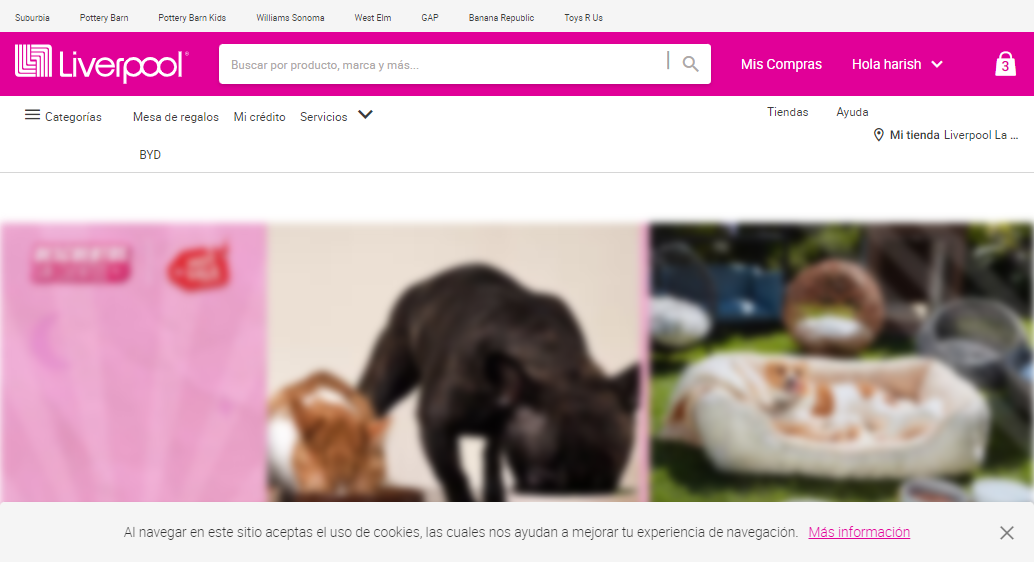 Suburbia Pottery Barn Pottery Barn Kids Williams Sonoma West Elm GAP Banana Republic Toys R Us
Liverpool®
Buscar por producto, marca y más...
Mis Compras
Hola harish
3
Categorías
Mesa de regalos Mi crédito Servicios
Tiendas Ayuda
Mi tienda Liverpool La ...
BYD
Al navegar en este sitio aceptas el uso de cookies, las cuales nos ayudan a mejorar tu experiencia de navegación. Más información